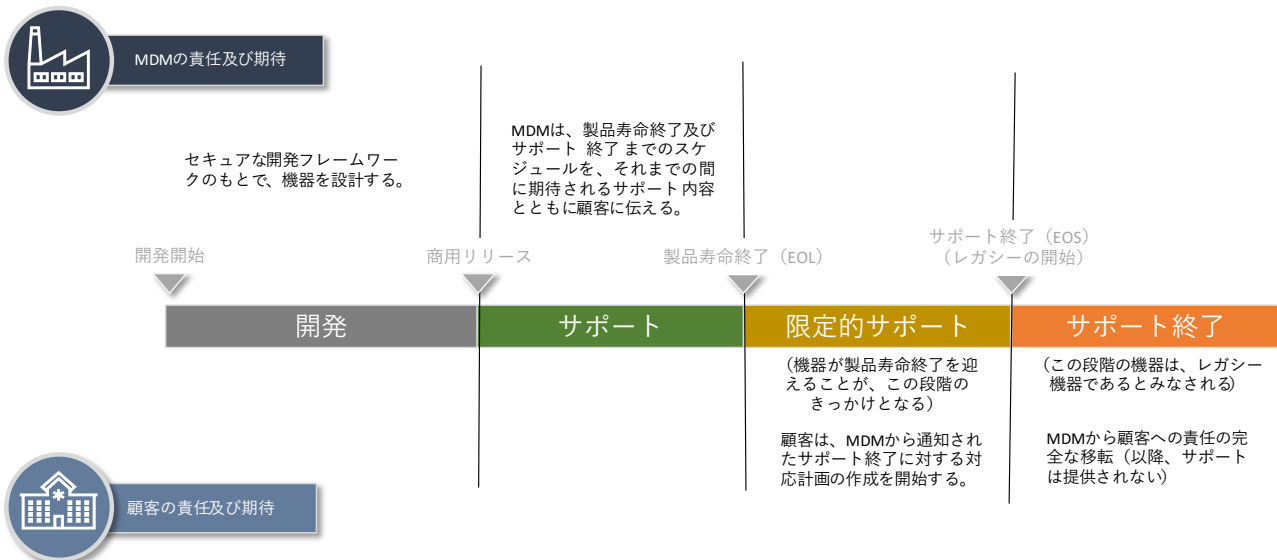 MDMの責任及び期待
セキュアな開発フレームワー
クのもとで、機器を設計する。
MDMは、製品寿命終了及び
サポート 終了 までのスケ
ジュールを、それまでの間
に期待されるサポート 内容
とともに顧客に伝える。
開発開始
商用リリース
製品寿命終了（EOL）
サポート終了（EOS）
（レガシーの開始）
開発
サポート
限定的サポート
サポート終了
（機器が製品寿命終了を迎
えることが、この段階の
きっかけとなる）
顧客は、MDMから通知され
たサポート終了に対する対
応計画の作成を開始する。
（この段階の機器は、レガシー
機器であるとみなされる）
MDMから顧客への責任の完
全な移転（以降、サポート
は提供されない）
顧客の責任及び期待